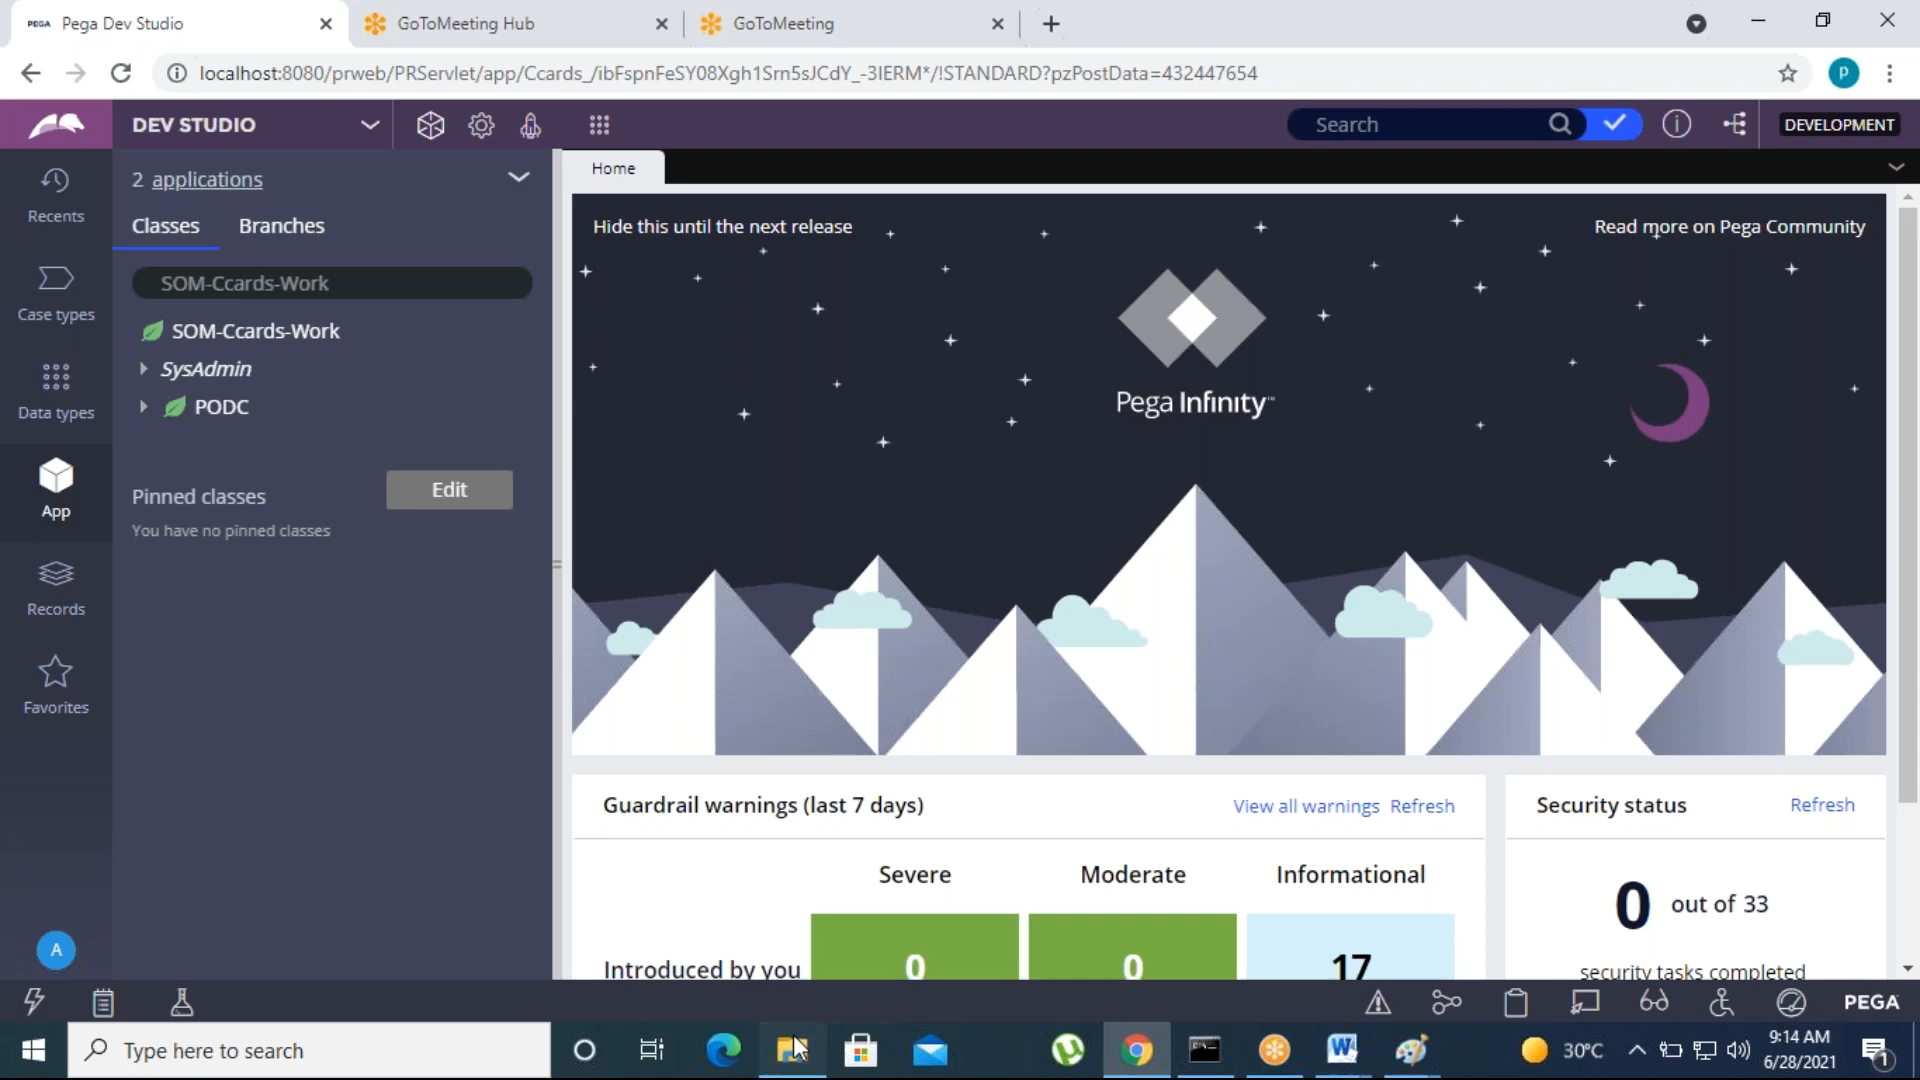 PEGA Pega Dev Studio
GoToMeeting Hub
GoToMeeting
localhost:8080/prweb/PRServlet/app/Ccards_/ibFspnFeSY08Xgh1Srn5sJCdY_-3IERM*/!STANDARD?pzPostData=432447654
P
DEV STUDIO
Search
DEVELOPMENT
Recents
Case types
Data types
App
Records
Favorites
A
2 applications
Classes Branches
SOM-Ccards-Work
SOM-Ccards-Work
SysAdmin
PODC
Pinned classes
Edit
You have no pinned classes
Home
Hide this until the next release
Read more on Pega Community
Pega Infinity™
Guardrail warnings (last 7 days)
View all warnings Refresh
Severe Moderate Informational
Introduced by you 0 0 17
Security status
Refresh
0 out of 33
security tasks completed
PEGA
Type here to search
30°C
9:14 AM
6/28/2021
1